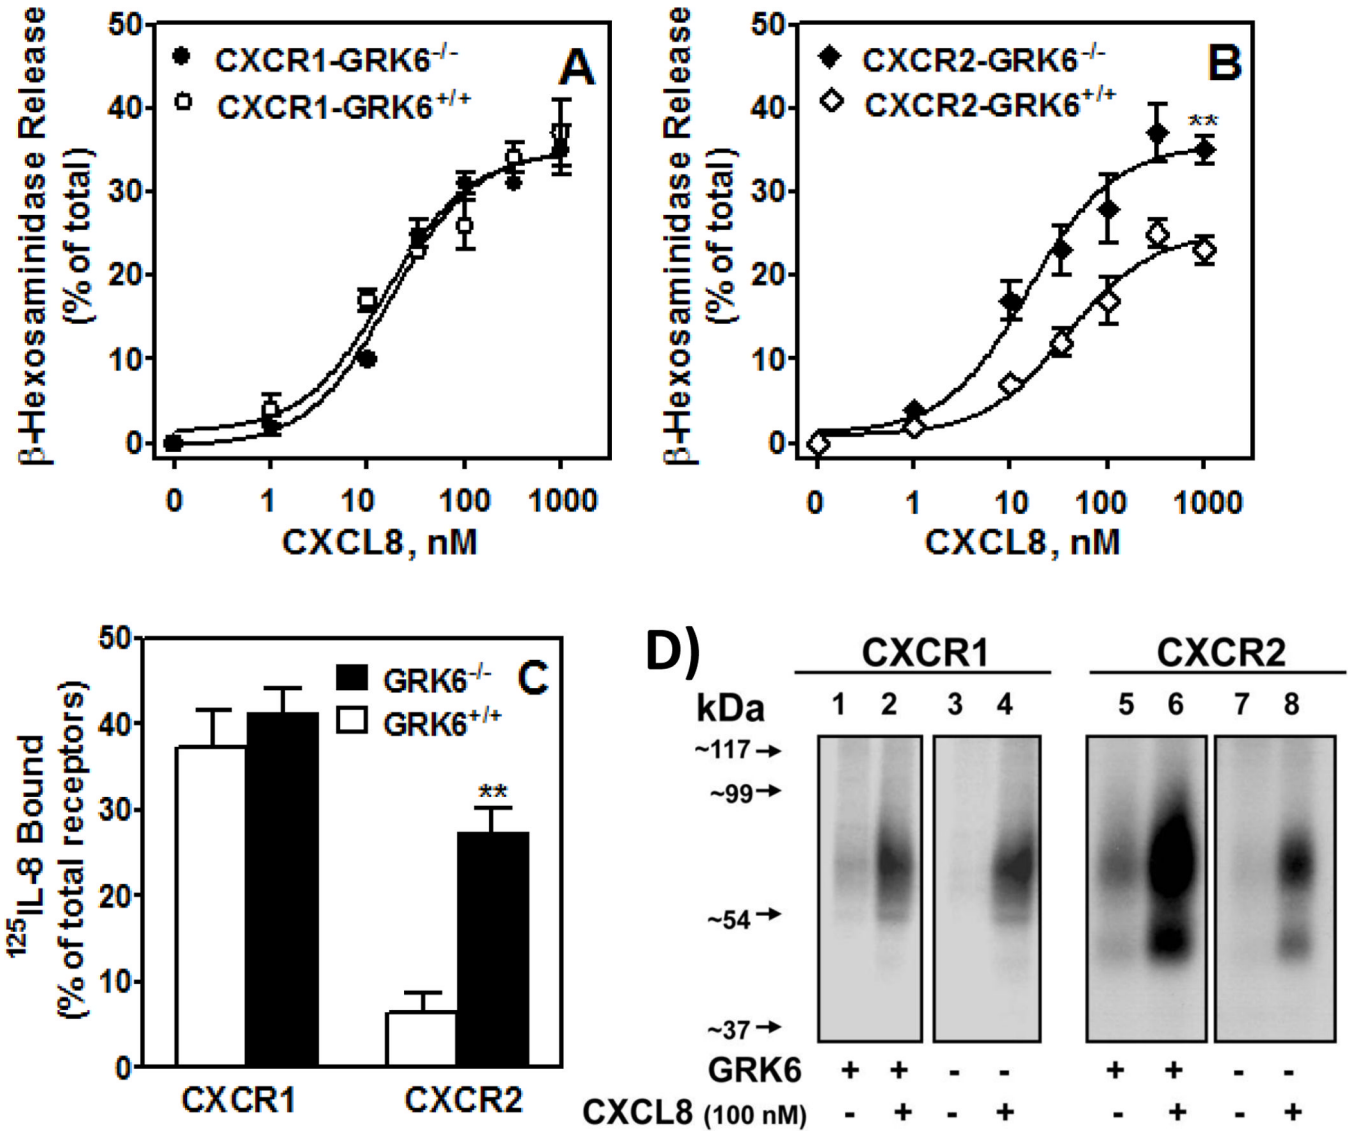 A
CXCR1-GRK6-/-
CXCR1-GRK6+/+
β-Hexosaminidase Release
(% of total)
50
40
30
20
10
0
0 1 10 100 1000
CXCL8, nM
B
CXCR2-GRK6-/-
CXCR2-GRK6+/+
**
β-Hexosaminidase Release
(% of total)
50
40
30
20
10
0
0 1 10 100 1000
CXCL8, nM
C
GRK6-/-
GRK6+/+
**
125IL-8 Bound
(% of total receptors)
50
40
30
20
10
0
CXCR1 CXCR2
D)
CXCR1 CXCR2
kDa 1 2 3 4 5 6 7 8
~117→
~99→
~54→
~37→
GRK6 + + - - + + - -
CXCL8 (100 nM) - + - + - + - +